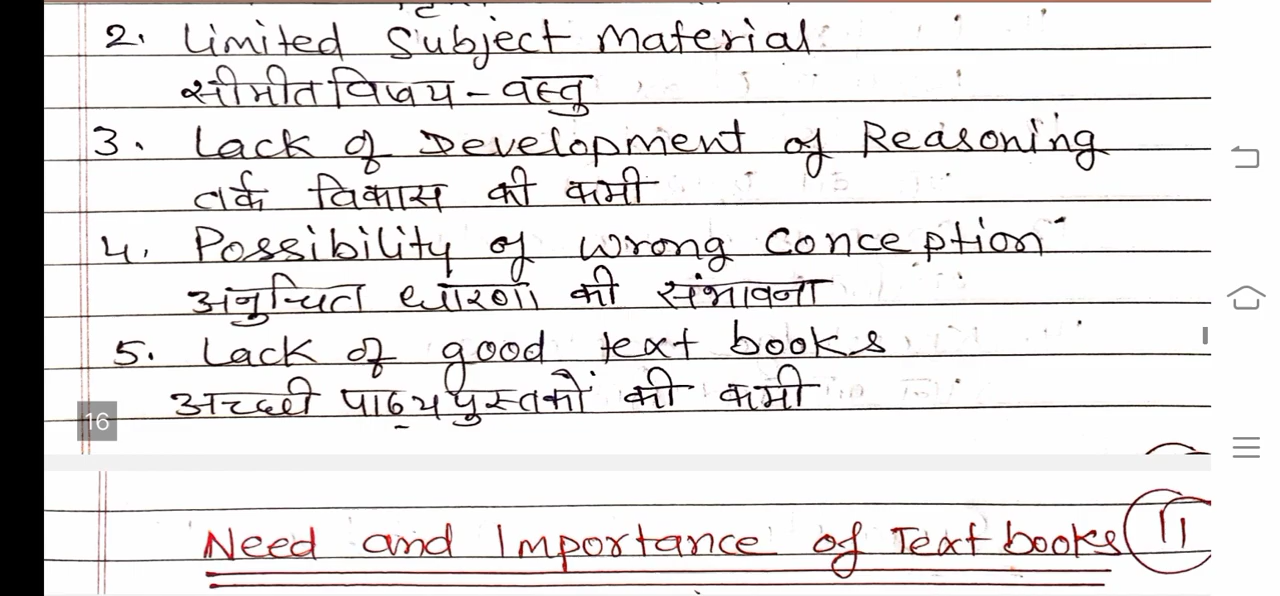 2. Limited Subject Material
सीमीत विषय - वस्तु
3. Lack of Development of Reasoning
तर्क विकास की कमी
4. Possibility of wrong conception
अनुचित धारणा की संभावना
5. Lack of good text books
अच्छी पाठ्यपुस्तकों की कमी
16
Need and Importance of Text books 11